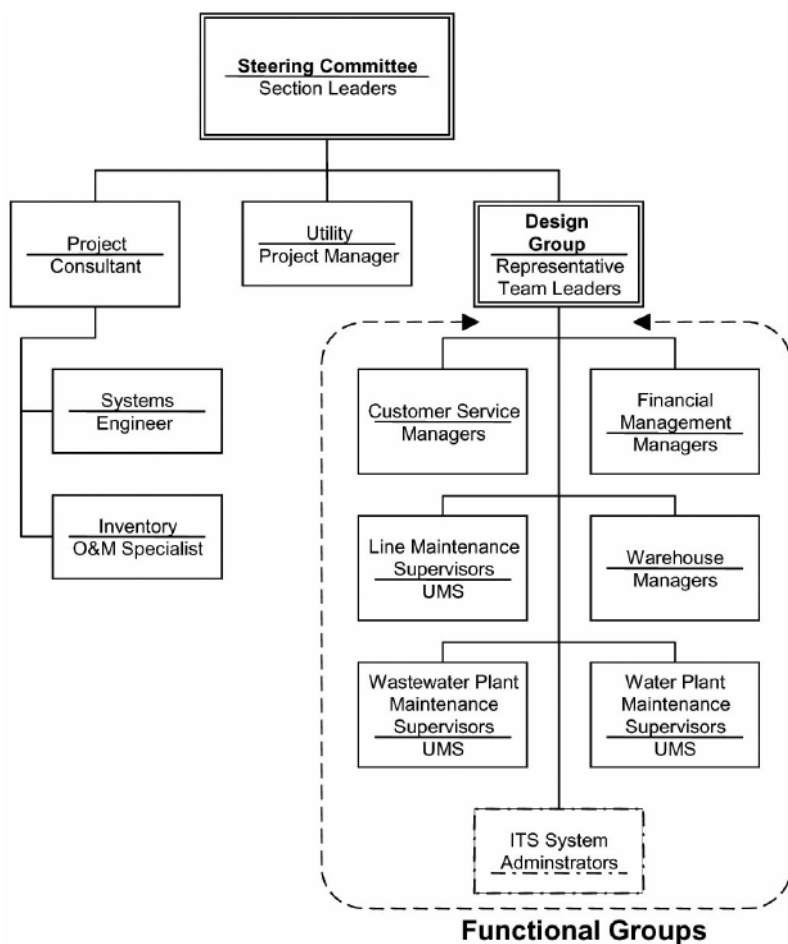 Steering Committee
Section Leaders
Project
Consultant
Utility
Project Manager
Design
Group
Representative
Team Leaders
Systems
Engineer
Inventory
O&M Specialist
Customer Service
Managers
Financial
Management
Managers
Line Maintenance
Supervisors
UMS
Warehouse
Managers
Wastewater Plant
Maintenance
Supervisors
UMS
Water Plant
Maintenance
Supervisors
UMS
ITS System
Adminstrators
Functional Groups